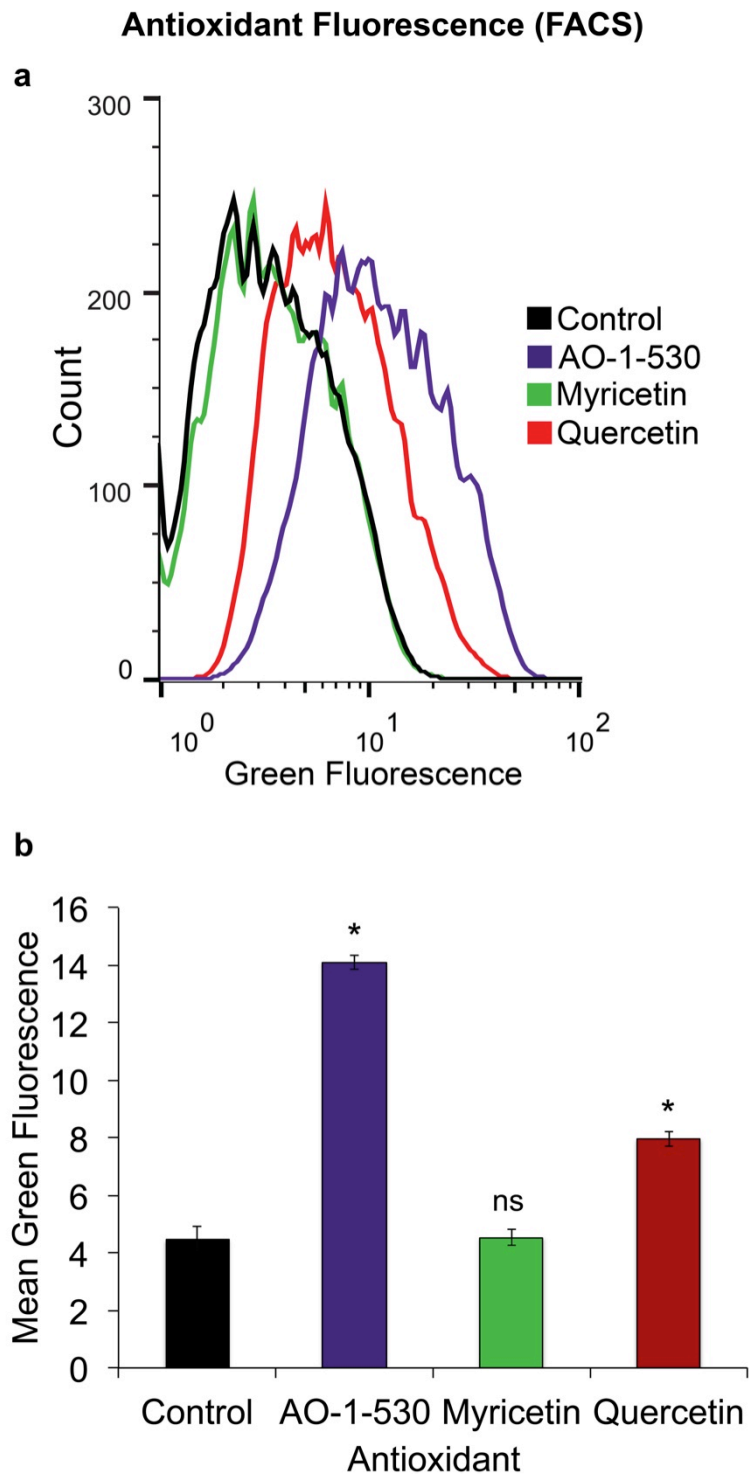 Antioxidant Fluorescence (FACS)
a
300
200
100
0
Count
Control
AO-1-530
Myricetin
Quercetin
10^0
10^1
10^2
Green Fluorescence
b
16
14
12
10
8
6
4
2
0
Mean Green Fluorescence
*
ns
*
Control AO-1-530 Myricetin Quercetin
Antioxidant